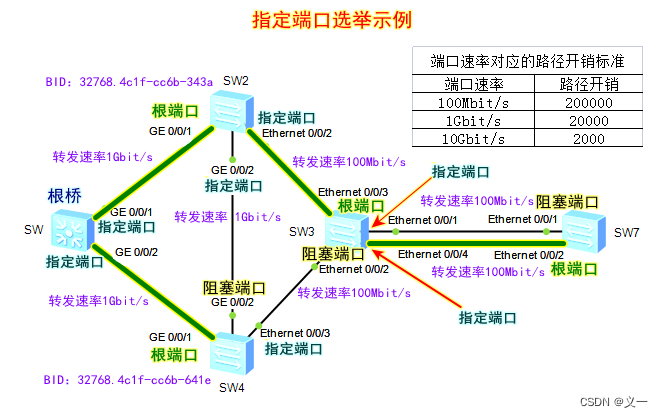 指定端口选举示例
端口速率对应的路径开销标准
端口速率 路径开销
100Mbit/s 200000
1Gbit/s 20000
10Gbit/s 2000
BID: 32768.4c1f-cc6b-343a
SW2
根端口
指定端口
GE 0/0/1
Ethernet 0/0/2
转发速率1Gbit/s
GE 0/0/2
指定端口
转发速率100Mbit/s
指定端口
根桥
Ethernet 0/0/3
转发速率100Mbit/s
根端口
阻塞端口
GE 0/0/1
转发速率 1Gbit/s
Ethernet 0/0/1
Ethernet 0/0/1
SW
指定端口
SW3
SW7
GE 0/0/2
阻塞端口
Ethernet 0/0/4
Ethernet 0/0/2
指定端口
Ethernet 0/0/2
转发速率100Mbit/s
根端口
阻塞端口
转发速率1Gbit/s
GE 0/0/2
转发速率100Mbit/s
指定端口
GE 0/0/1
Ethernet 0/0/3
根端口
指定端口
BID: 32768.4c1f-cc6b-641e
SW4
CSDN @义一